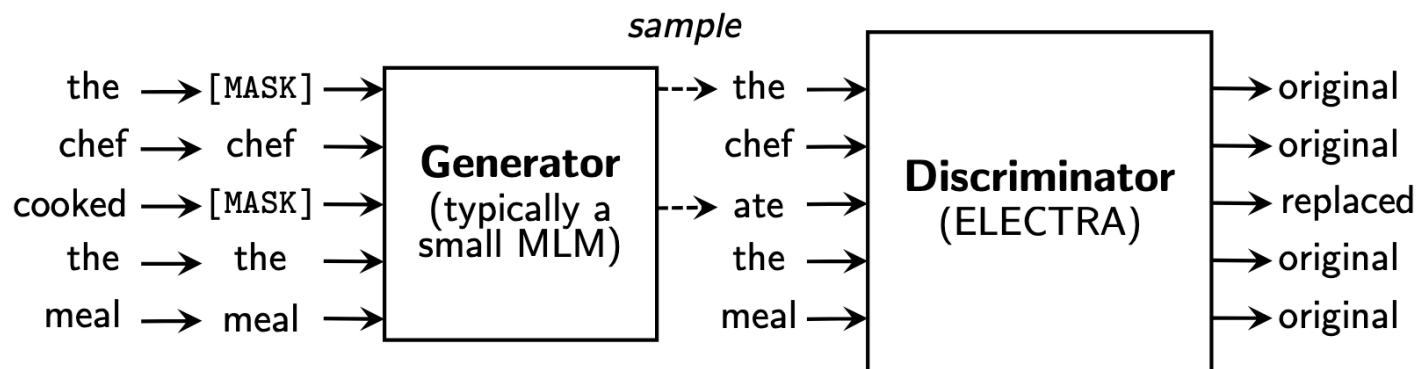 sample
the [MASK] the original
chef chef chef original
cooked [MASK] ate replaced
the the the original
meal meal meal original
Generator
(typically a
small MLM)
Discriminator
(ELECTRA)